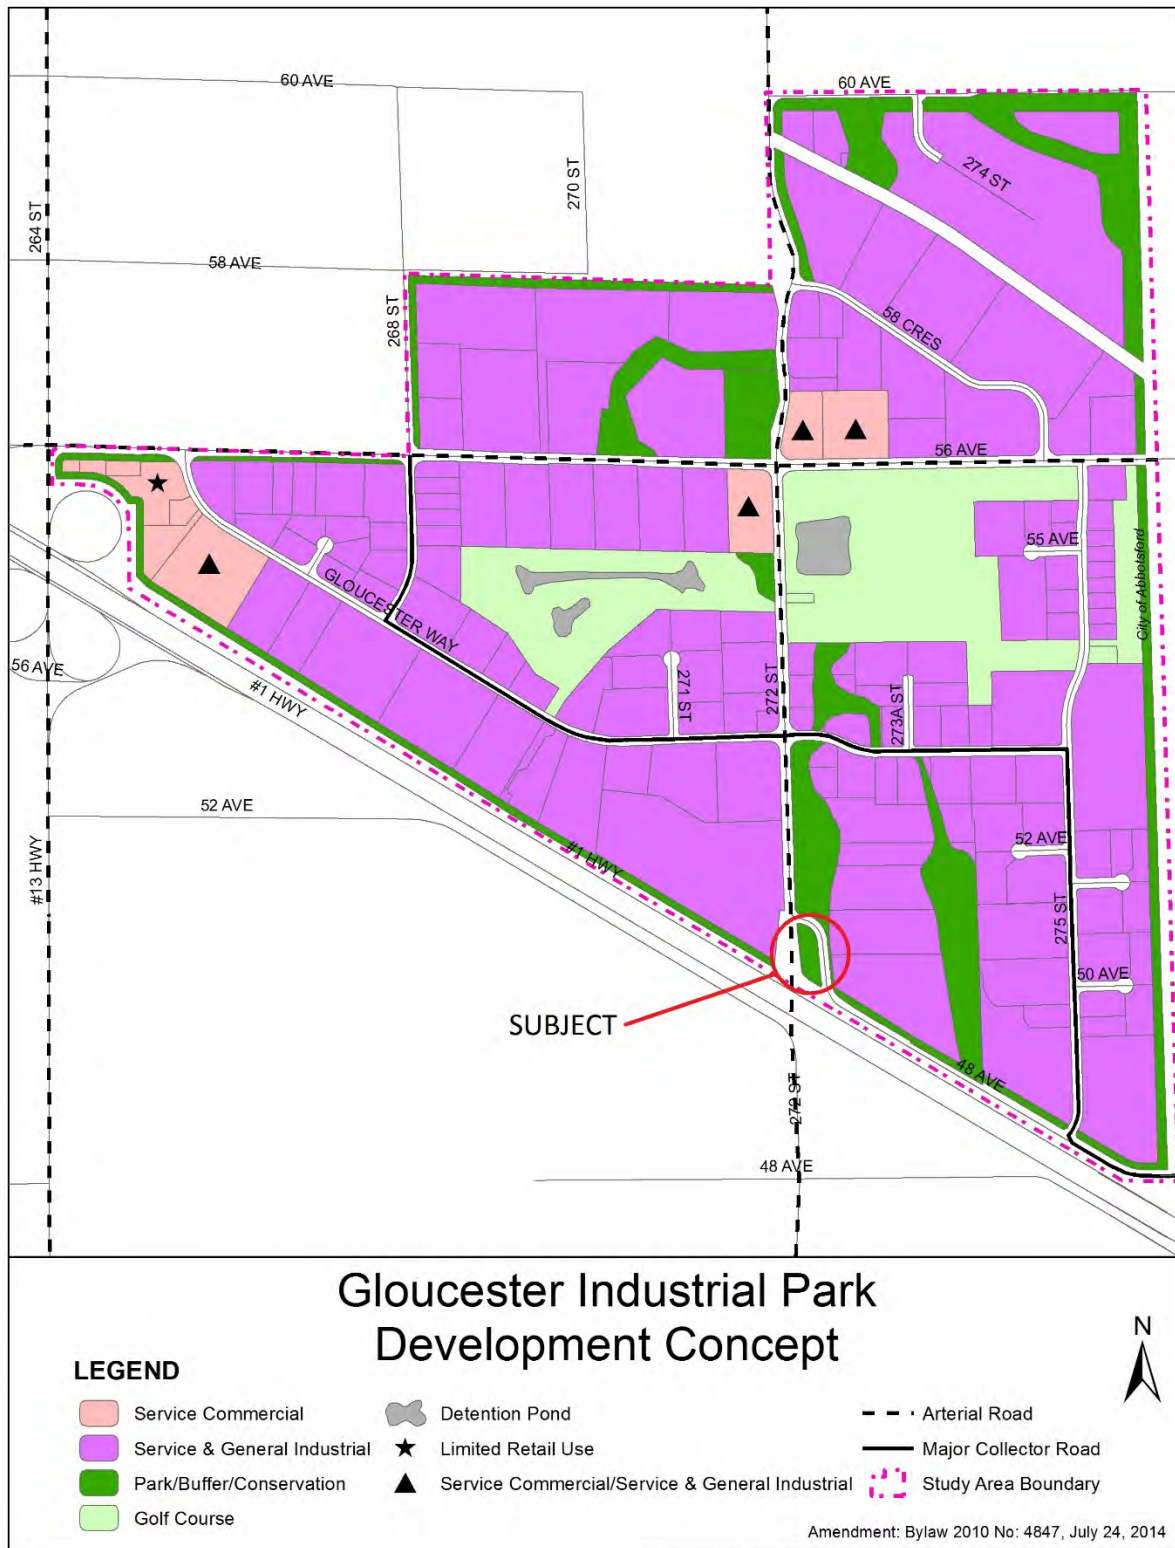 60 AVE
60 AVE
264 ST
270 ST
274 ST
58 AVE
268 ST
58 CRES
56 AVE
55 AVE
City of Abbotsford
GLOUCESTER WAY
56 AVE
#1 HWY
271 ST
272 ST
273A ST
52 AVE
#13 HWY
#1 HWY
52 AVE
275 ST
50 AVE
SUBJECT
48 AVE
272 ST
48 AVE
Gloucester Industrial Park
Development Concept
N
LEGEND
Service Commercial
Service & General Industrial
Park/Buffer/Conservation
Golf Course
Detention Pond
Limited Retail Use
Service Commercial/Service & General Industrial
Arterial Road
Major Collector Road
Study Area Boundary
Amendment: Bylaw 2010 No: 4847, July 24, 2014